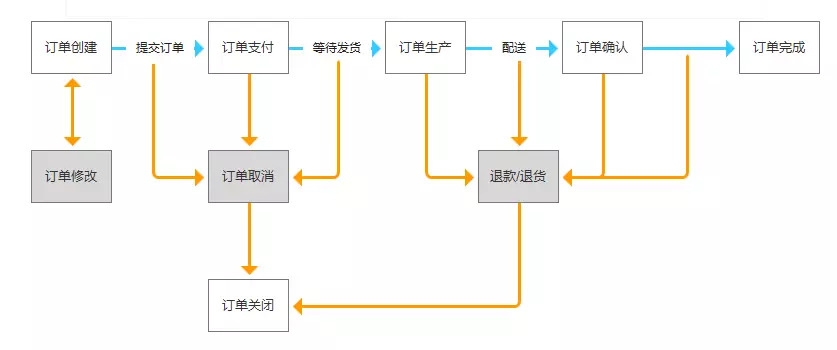 订单创建
提交订单
订单支付
等待发货
订单生产
配送
订单确认
订单完成
订单修改
订单取消
退款/退货
订单关闭